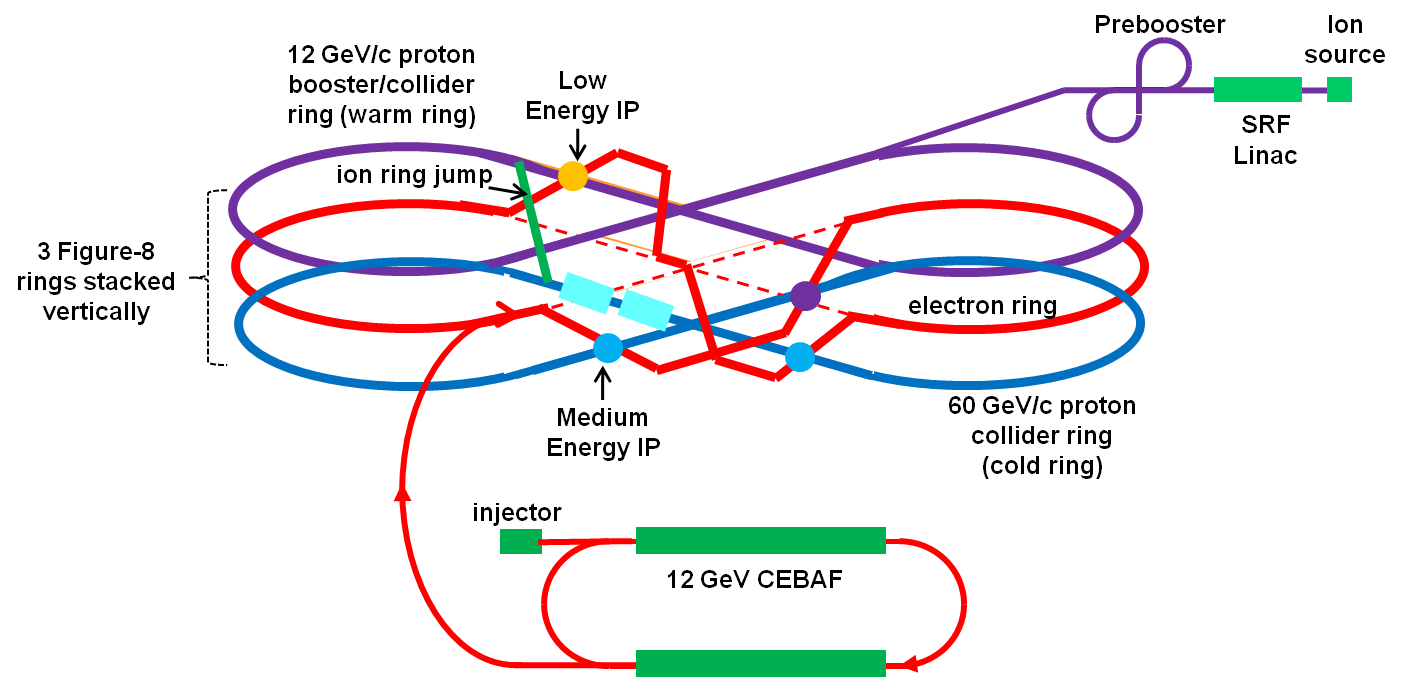 Prebooster
Ion
source
SRF
Linac
12 GeV/c proton
booster/collider
ring (warm ring)
Low
Energy IP
ion ring jump
3 Figure-8
rings stacked
vertically
electron ring
Medium
Energy IP
60 GeV/c proton
collider ring
(cold ring)
injector
12 GeV CEBAF